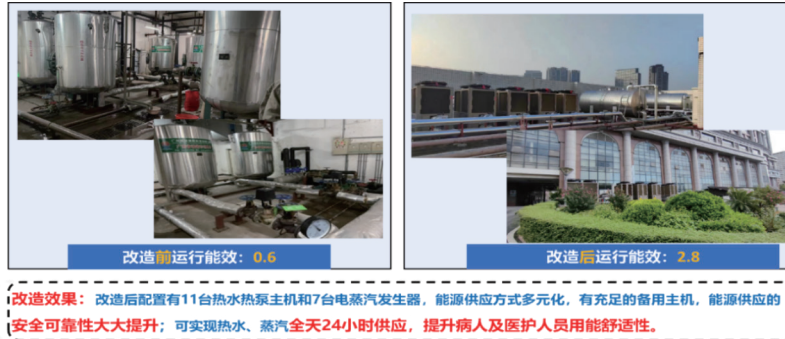 改造前运行能效：0.6
改造后运行能效：2.8
改造效果：改造后配置有11台热水热泵主机和7台电蒸汽发生器，能源供应方式多元化，有充足的备用主机，能源供应的
安全可靠性大大提升；可实现热水、蒸汽全天24小时供应，提升病人及医护人员用能舒适性。